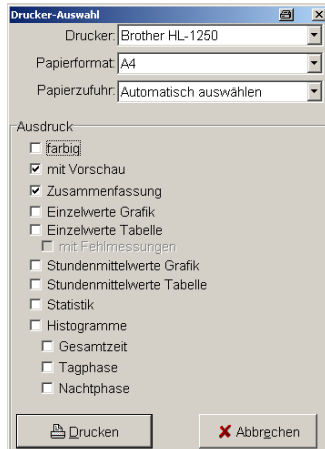 Drucker-Auswahl
Drucker: Brother HL-1250
Papierformat A4
Papierzufuhr: Automatisch auswählen
Ausdruck
farbig
mit Vorschau
Zusammenfassung
Einzelwerte Grafik
Einzelwerte Tabelle
mit Fehlmessungen
Stundenmittelwerte Grafik
Stundenmittelwerte Tabelle
Statistik
Histogramme
Gesamtzeit
Tagphase
Nachtphase
Drucken Abbrechen